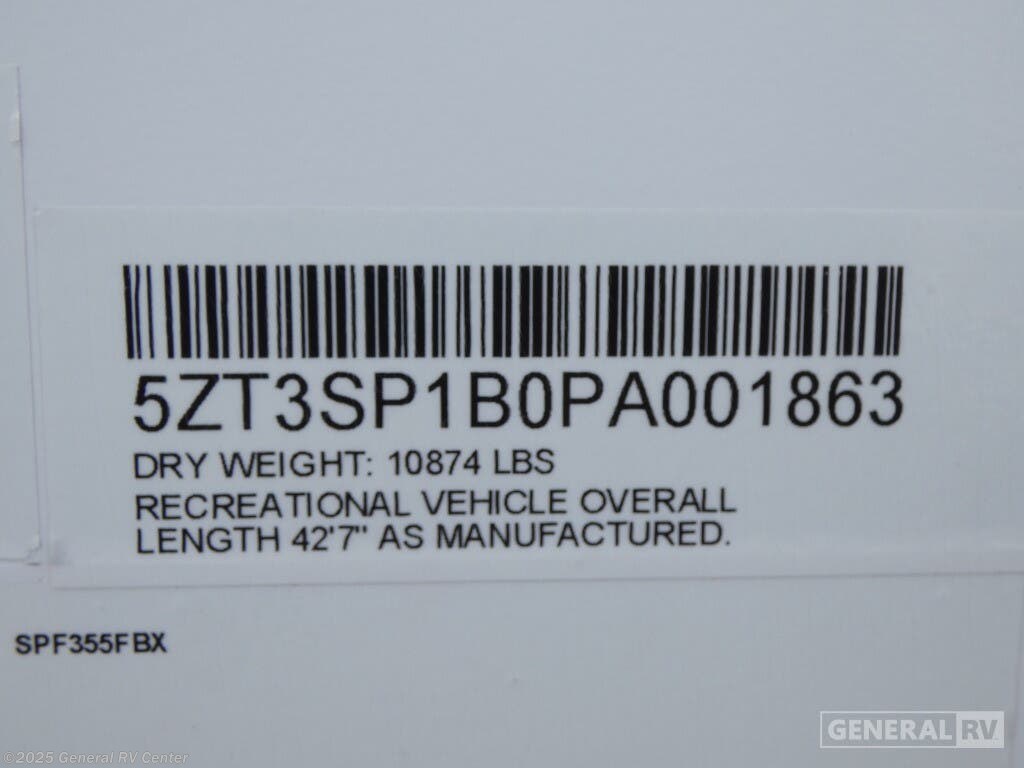 5ZT3SP1B0PA001863
DRY WEIGHT: 10874 LBS
RECREATIONAL VEHICLE OVERALL
LENGTH 42'7" AS MANUFACTURED.
SPF355FBX
GENERAL RV
©2025 General RV Center